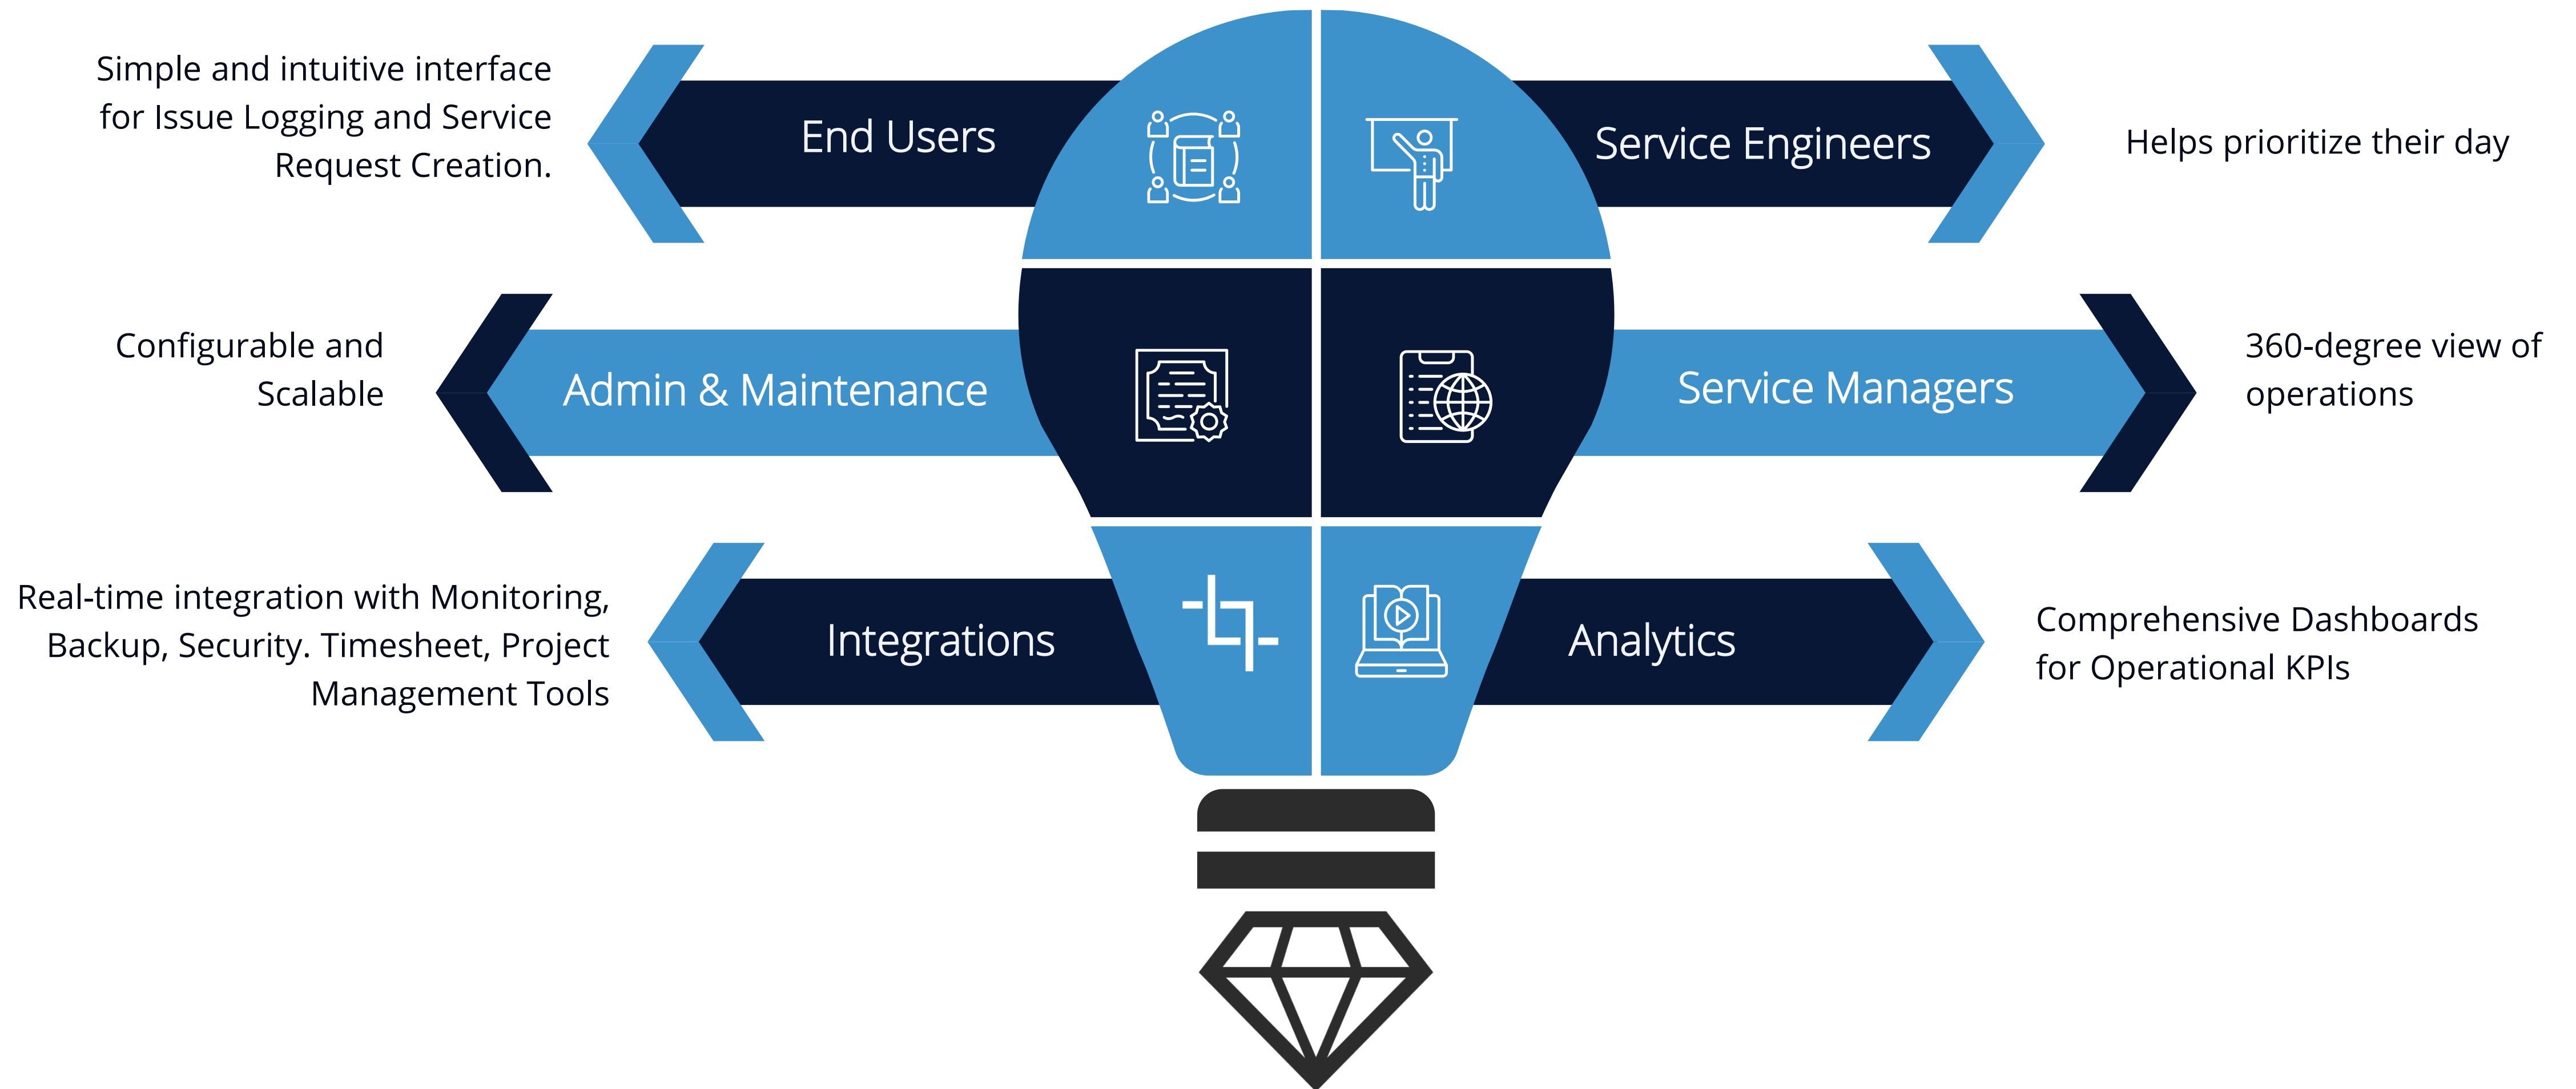 Simple and intuitive interface
for Issue Logging and Service
Request Creation.
End Users
Service Engineers
Helps prioritize their day
Configurable and
Scalable
Admin & Maintenance
Service Managers
360-degree view of
operations
Real-time integration with Monitoring,
Backup, Security. Timesheet, Project
Management Tools
Integrations
Analytics
Comprehensive Dashboards
for Operational KPIs